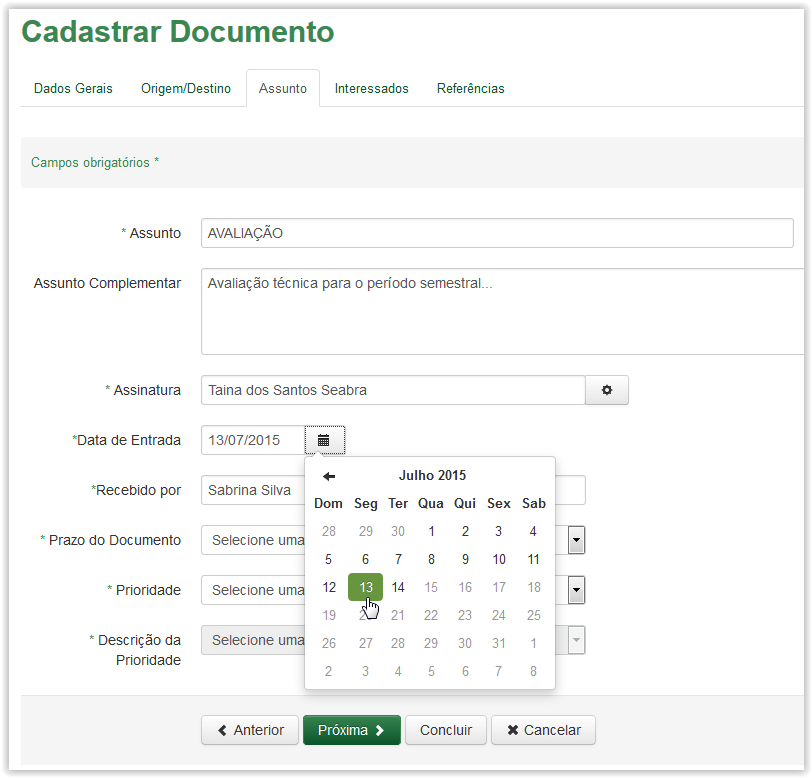 Cadastrar Documento
Dados Gerais Origem/Destino Assunto Interessados Referências
Campos obrigatórios *
* Assunto AVALIAÇÃO
Assunto Complementar Avaliação técnica para o período semestral...
* Assinatura Taina dos Santos Seabra
*Data de Entrada 13/07/2015
*Recebido por Sabrina Silva
* Prazo do Documento Selecione uma
* Prioridade Selecione uma
* Descrição da
Prioridade Selecione uma
Julho 2015
Dom Seg Ter Qua Qui Sex Sab
28 29 30 1 2 3 4
5 6 7 8 9 10 11
12 13 14 15 16 17 18
19 21 22 23 24 25
26 27 28 29 30 31 1
2 3 4 5 6 7 8
Anterior Próxima Concluir Cancelar